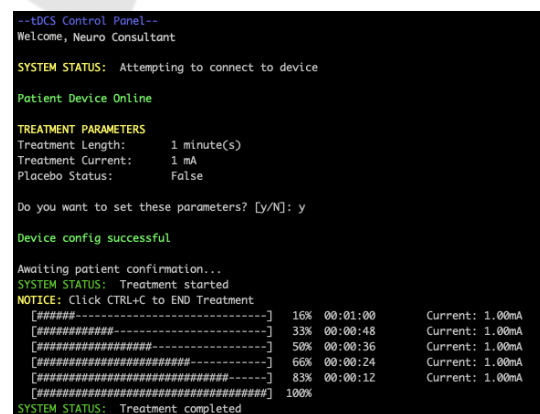 --tDCS Control Panel--
Welcome, Neuro Consultant
SYSTEM STATUS: Attempting to connect to device
Patient Device Online
TREATMENT PARAMETERS
Treatment Length: 1 minute(s)
Treatment Current: 1 mA
Placebo Status: False
Do you want to set these parameters? [y/N]: y
Device config successful
Awaiting patient confirmation...
SYSTEM STATUS: Treatment started
NOTICE: Click CTRL+C to END Treatment
[######------------------------------] 16% 00:01:00 Current: 1.00mA
[############------------------------] 33% 00:00:48 Current: 1.00mA
[##################------------------] 50% 00:00:36 Current: 1.00mA
[########################------------] 66% 00:00:24 Current: 1.00mA
[##############################------] 83% 00:00:12 Current: 1.00mA
[####################################] 100%
SYSTEM STATUS: Treatment completed